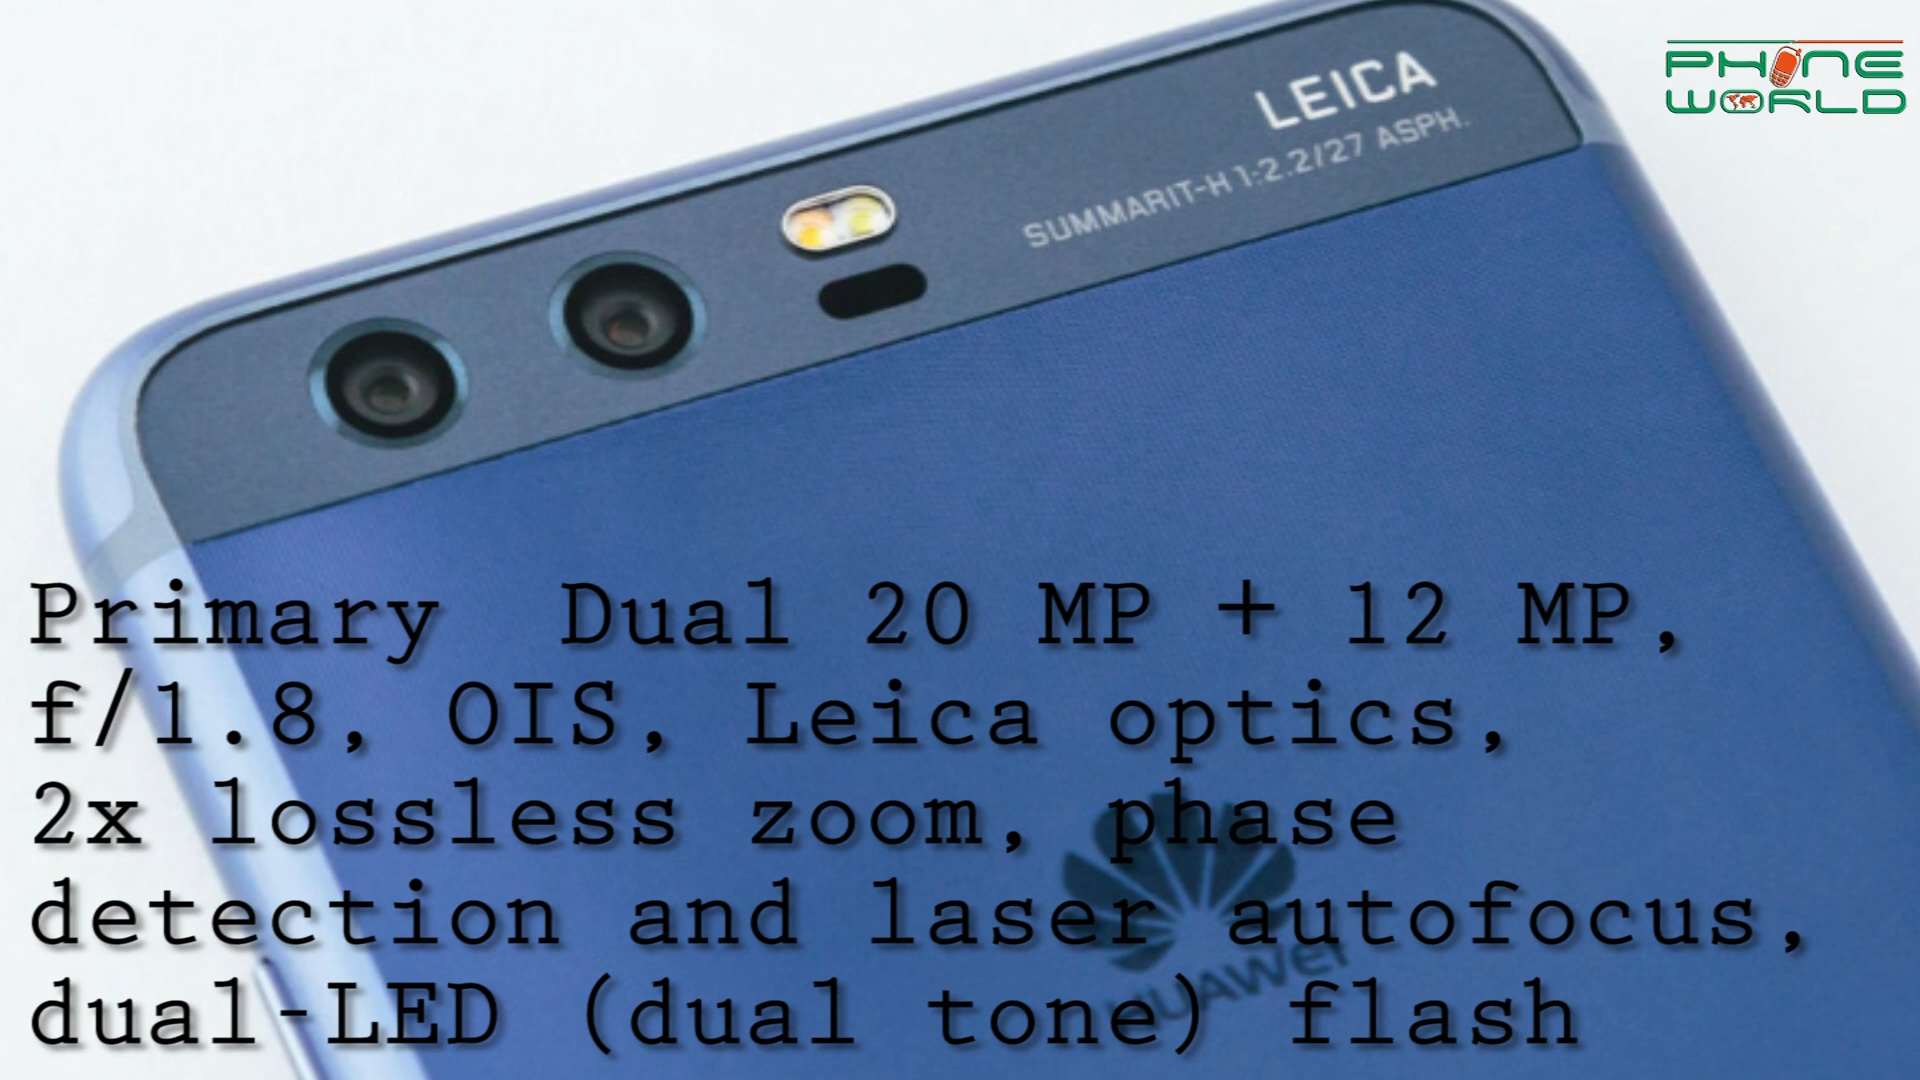 PHONE
WORLD
LEICA
SUMMARIT-H 1:2.2/27 ASPH.
Primary Dual 20 MP + 12 MP,
f/1.8, OIS, Leica optics,
2x lossless zoom, phase
detection and laser autofocus,
dual-LED (dual tone) flash
HUAWEI